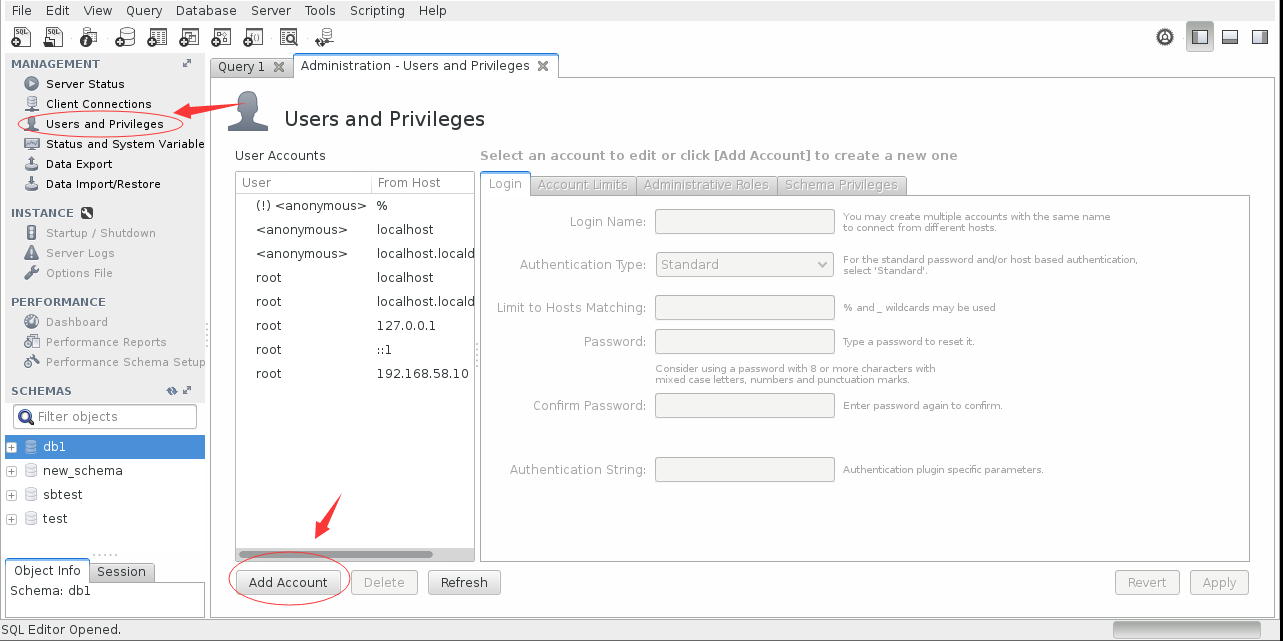 File Edit View Query Database Server Tools Scripting Help
MANAGEMENT
Server Status
Client Connections
Users and Privileges
Status and System Variable
Data Export
Data Import/Restore
INSTANCE
Startup / Shutdown
Server Logs
Options File
PERFORMANCE
Dashboard
Performance Reports
Performance Schema Setup
SCHEMAS
Filter objects
db1
new_schema
sbtest
test
Object Info Session
Schema: db1
Query 1 Administration - Users and Privileges
Users and Privileges
User Accounts
User From Host
(!) <anonymous> %
<anonymous> localhost
<anonymous> localhost.locald
root localhost
root localhost.locald
root 127.0.0.1
root ::1
root 192.168.58.10
Add Account Delete Refresh
Select an account to edit or click [Add Account] to create a new one
Login Account Limits Administrative Roles Schema Privileges
Login Name: You may create multiple accounts with the same name
to connect from different hosts.
Authentication Type: Standard For the standard password and/or host based authentication,
select 'Standard'.
Limit to Hosts Matching: % and _ wildcards may be used
Password: Type a password to reset it.
Consider using a password with 8 or more characters with
mixed case letters, numbers and punctuation marks.
Confirm Password: Enter password again to confirm.
Authentication String: Authentication plugin specific parameters.
Revert Apply
SQL Editor Opened.